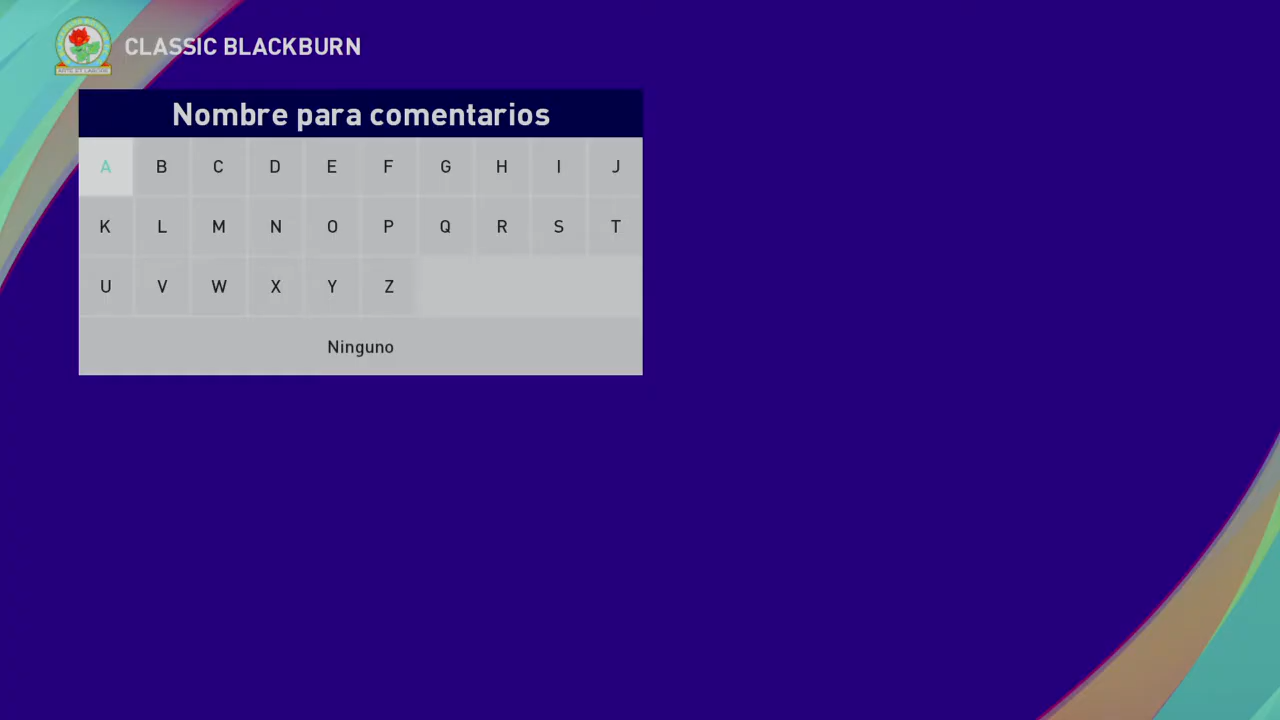 CLASSIC BLACKBURN
Nombre para comentarios
A B C D E F G H I J
K L M N O P Q R S T
U V W X Y Z
Ninguno